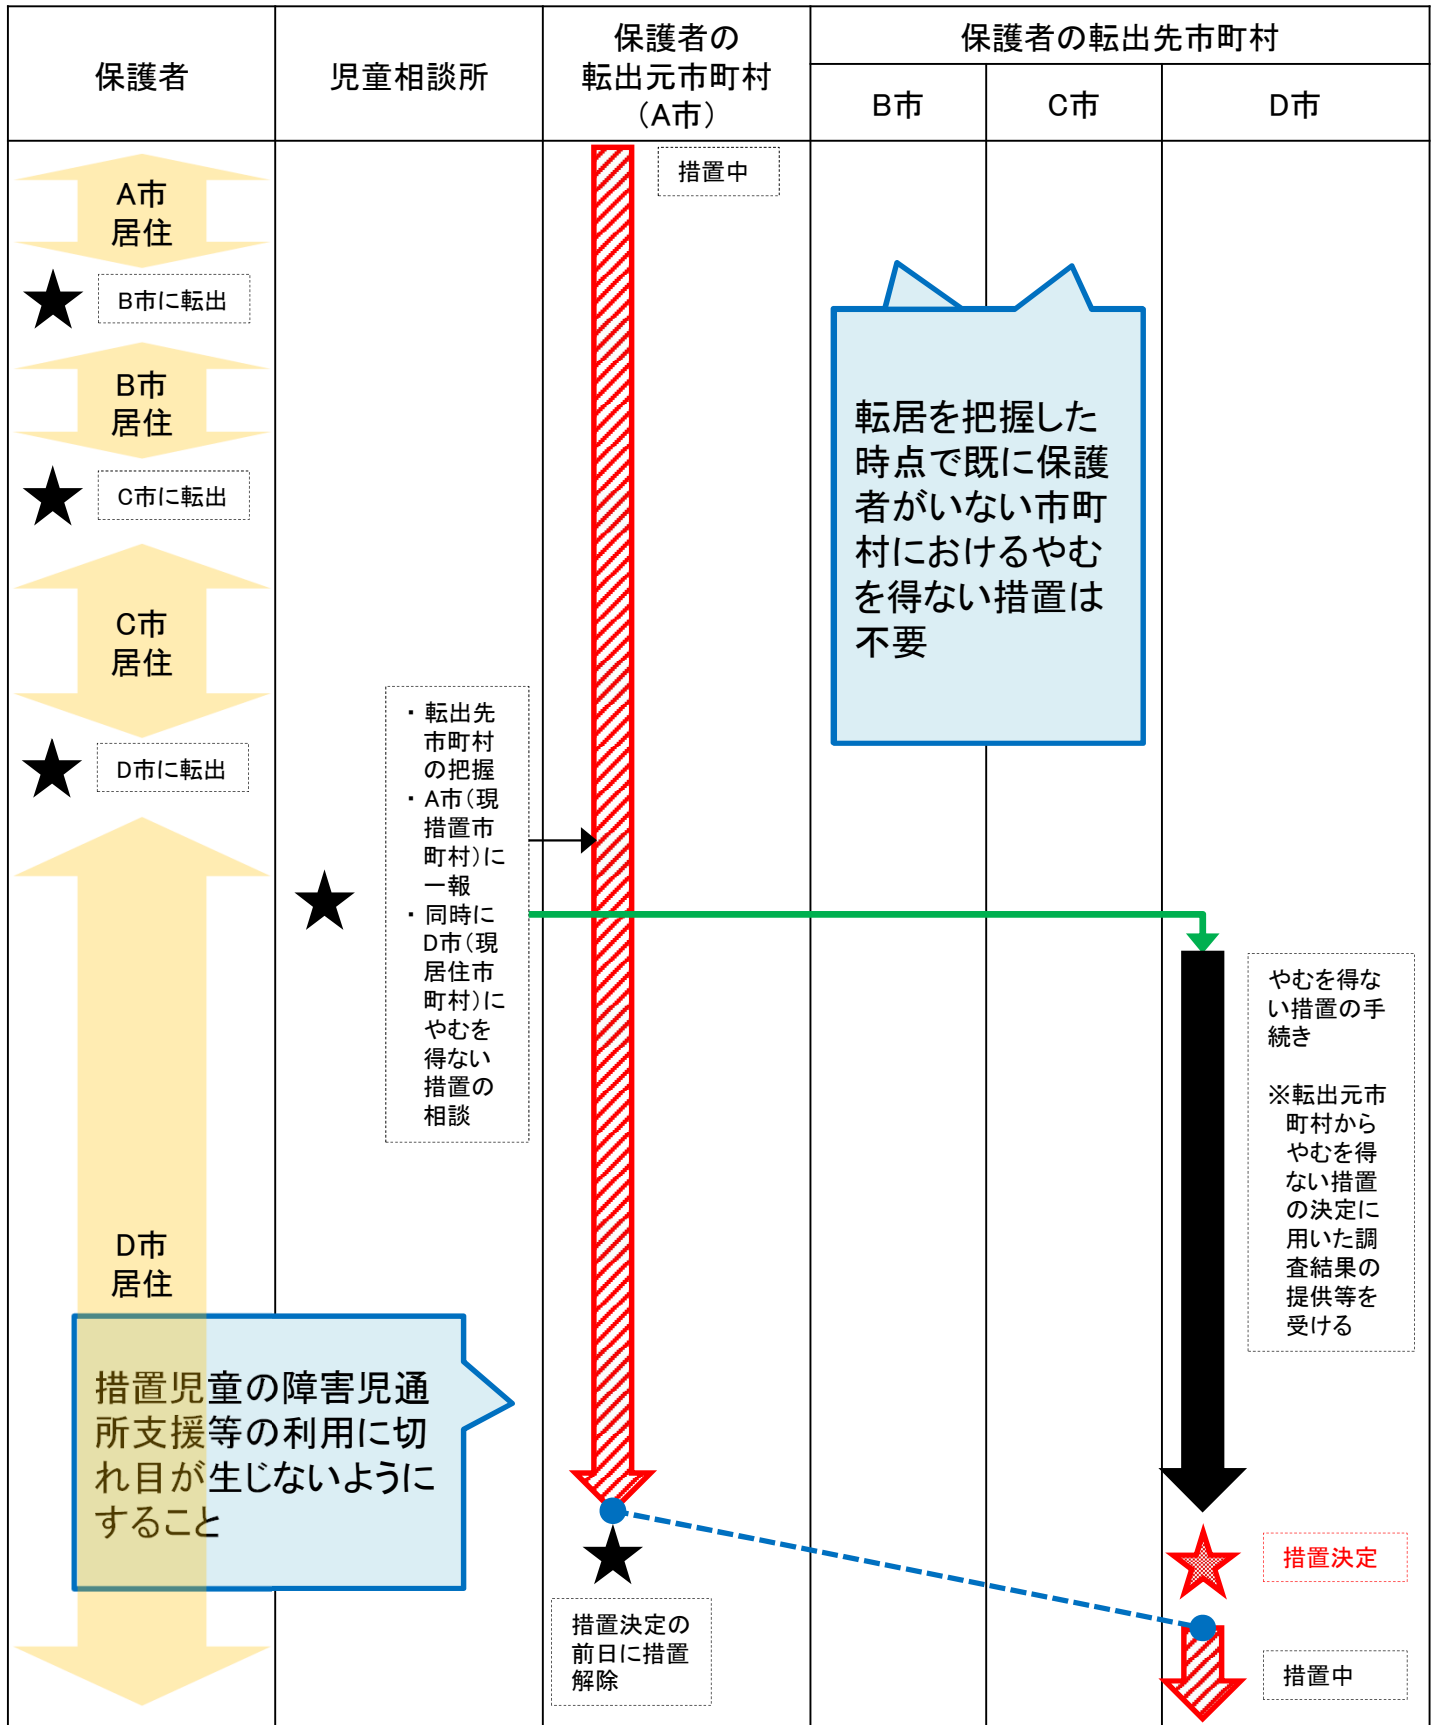 保護者
児童相談所
保護者の
転出元市町村
（A市）
保護者の転出先市町村
B市
C市
D市
A市
居住
B市に転出
B市
居住
C市に転出
C市
居住
D市に転出
D市
居住
措置児童の障害児通
所支援等の利用に切
れ目が生じないように
すること
・転出先
市町村
の把握
・A市（現
措置市
町村）に
一報
・同時に
D市（現
居住市
町村）に
やむを
得ない
措置の
相談
措置中
措置決定の
前日に措置
解除
転居を把握した
時点で既に保護
者がいない市町
村におけるやむ
を得ない措置は
不要
やむを得な
い措置の手
続き
※転出元市
町村から
やむを得
ない措置
の決定に
用いた調
査結果の
提供等を
受ける
措置決定
措置中